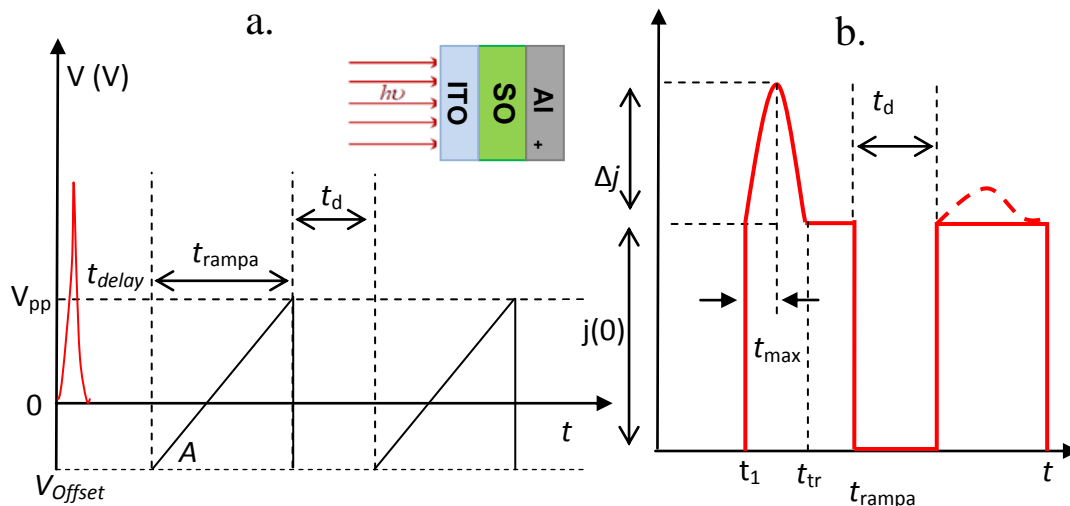 a.
V (V)
hυ
ITO
SO
Al
+
t_d
t_rampa
t_delay
V_pp
0
A
t
V_Offset
b.
t_d
Δj
j(0)
t_max
t_1
t_tr
t_rampa
t